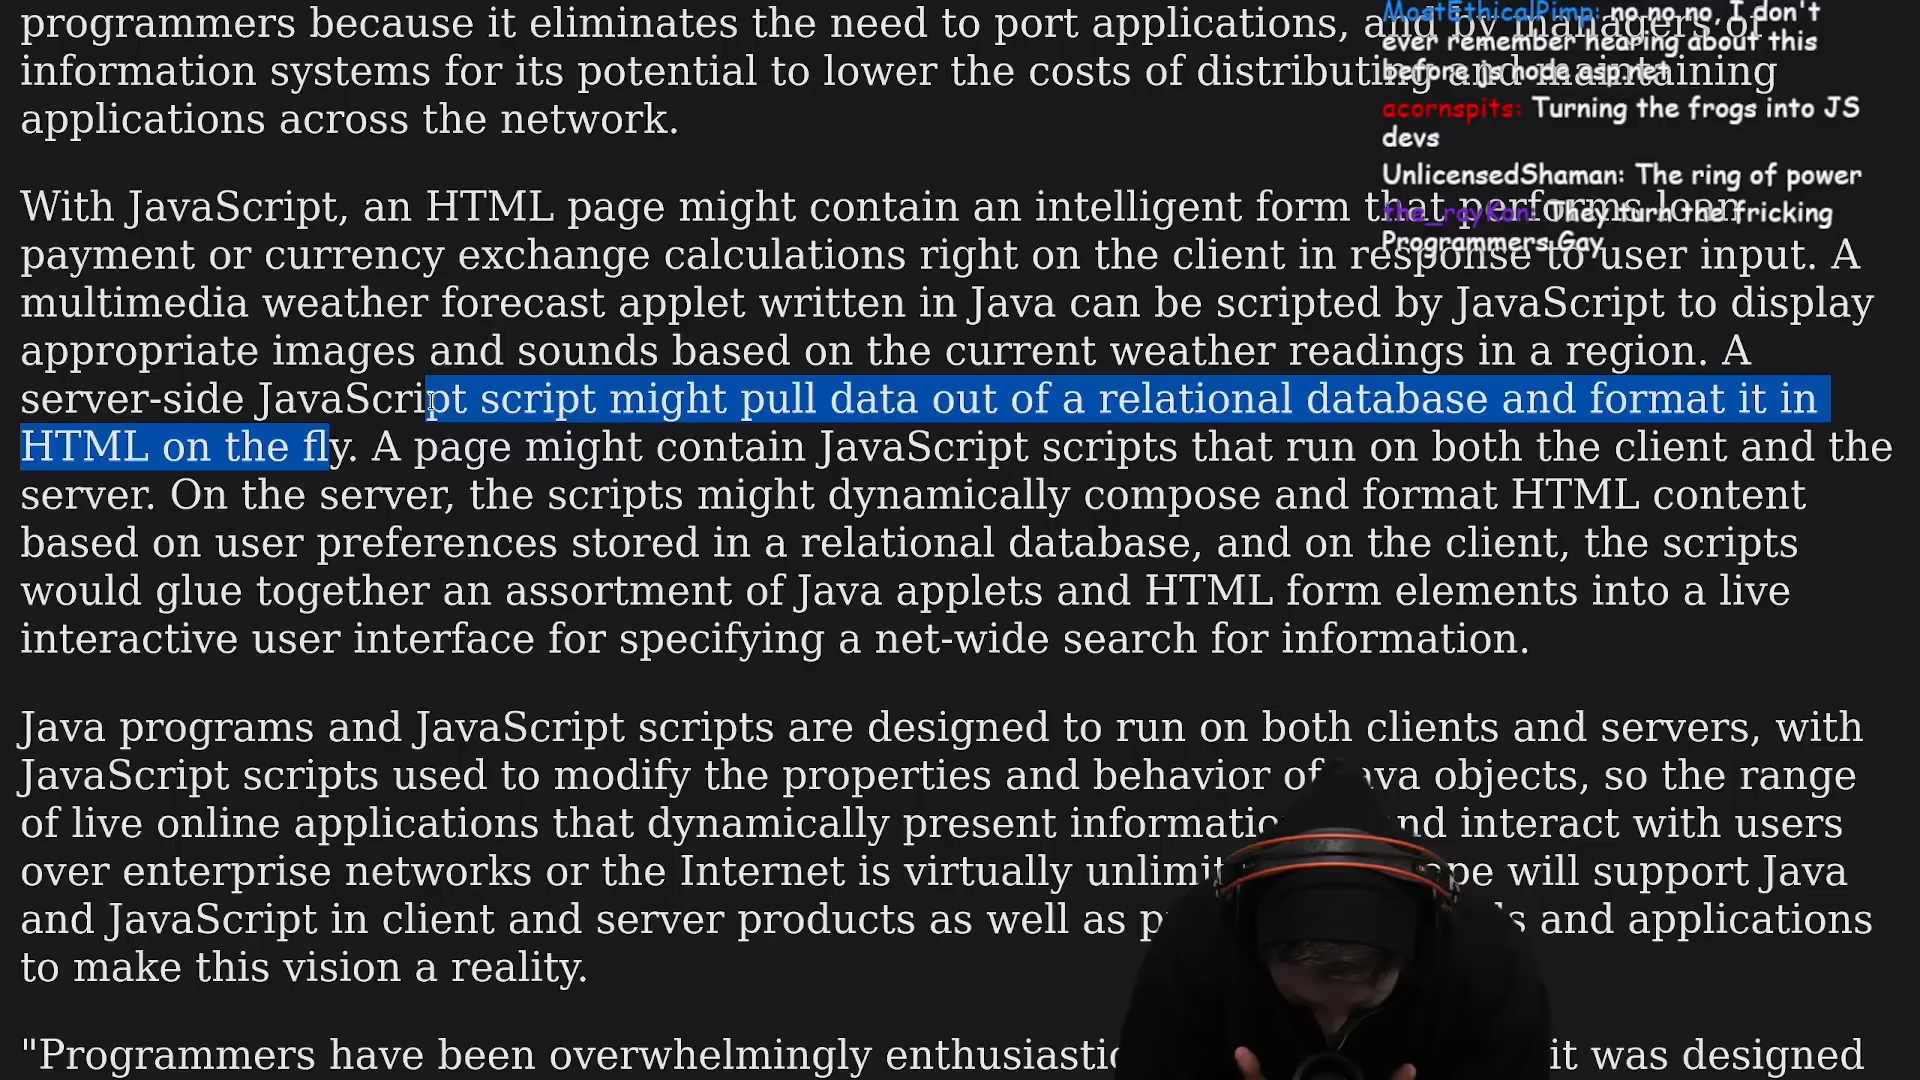 programmers because it eliminates the need to port applications, and by managers of
information systems for its potential to lower the costs of distributing and maintaining
applications across the network.
With JavaScript, an HTML page might contain an intelligent form that performs loan
payment or currency exchange calculations right on the client in response to user input. A
multimedia weather forecast applet written in Java can be scripted by JavaScript to display
appropriate images and sounds based on the current weather readings in a region. A
server-side JavaScript script might pull data out of a relational database and format it in
HTML on the fly. A page might contain JavaScript scripts that run on both the client and the
server. On the server, the scripts might dynamically compose and format HTML content
based on user preferences stored in a relational database, and on the client, the scripts
would glue together an assortment of Java applets and HTML form elements into a live
interactive user interface for specifying a net-wide search for information.
Java programs and JavaScript scripts are designed to run on both clients and servers, with
JavaScript scripts used to modify the properties and behavior of Java objects, so the range
of live online applications that dynamically present information and interact with users
over enterprise networks or the Internet is virtually will support Java
and JavaScript in client and server products as well as and applications
to make this vision a reality.
"Programmers have been overwhelmingly enthusiastic it was designed
MostEthicalPimp: no no no, I don't
ever remember hearing about this
before js node asp.net
acornspits: Turning the frogs into JS
devs
UnlicensedShaman: The ring of power
the_rayKan: They turn the fricking
Programmers Gay